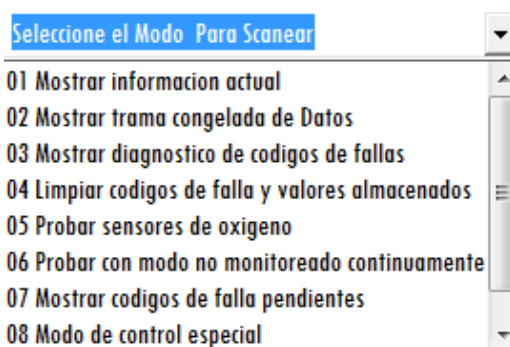 Seleccione el Modo Para Scanear
01 Mostrar informacion actual
02 Mostrar trama congelada de Datos
03 Mostrar diagnostico de codigos de fallas
04 Limpiar codigos de falla y valores almacenados
05 Probar sensores de oxigeno
06 Probar con modo no monitoreado continuamente
07 Mostrar codigos de falla pendientes
08 Modo de control especial